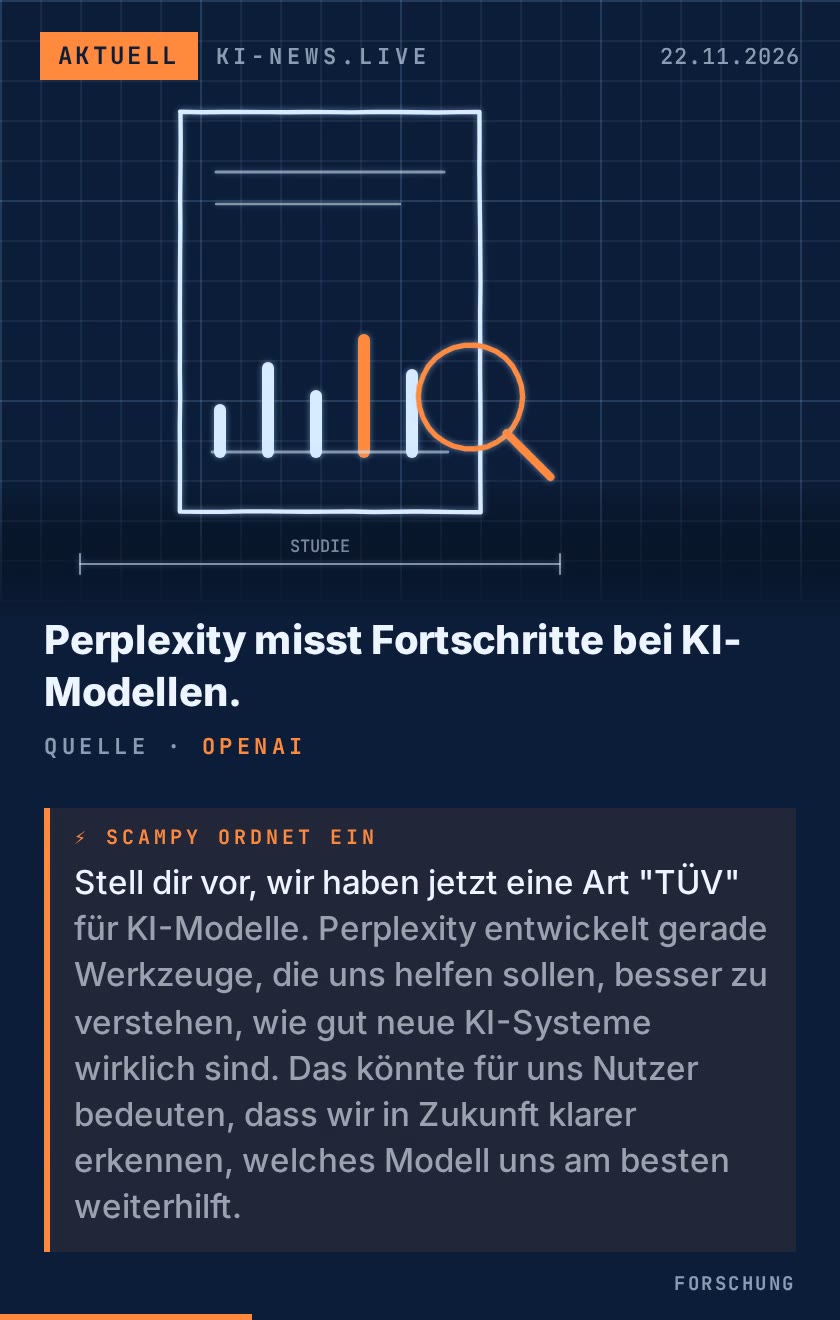 AKTUELL KI-NEWS.LIVE 22.11.2026
STUDIE
Perplexity misst Fortschritte bei KI-
Modellen.
QUELLE · OPENAI
⚡ SCAMPY ORDNET EIN
Stell dir vor, wir haben jetzt eine Art "TÜV"
für KI-Modelle. Perplexity entwickelt gerade
Werkzeuge, die uns helfen sollen, besser zu
verstehen, wie gut neue KI-Systeme
wirklich sind. Das könnte für uns Nutzer
bedeuten, dass wir in Zukunft klarer
erkennen, welches Modell uns am besten
weiterhilft.
FORSCHUNG